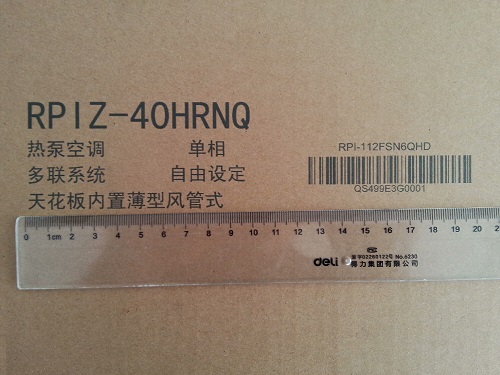 RPIZ-40HRNQ
热泵空调 单相
多联系统 自由设定
天花板内置薄型风管式
RPI-112FSN6QHD
QS499E3G0001
0 1cm 2 3 4 5 6 7 8 9 10 11 12 13 14 15 16 17 18 19 20
deli
No.6230
得力集团有限公司